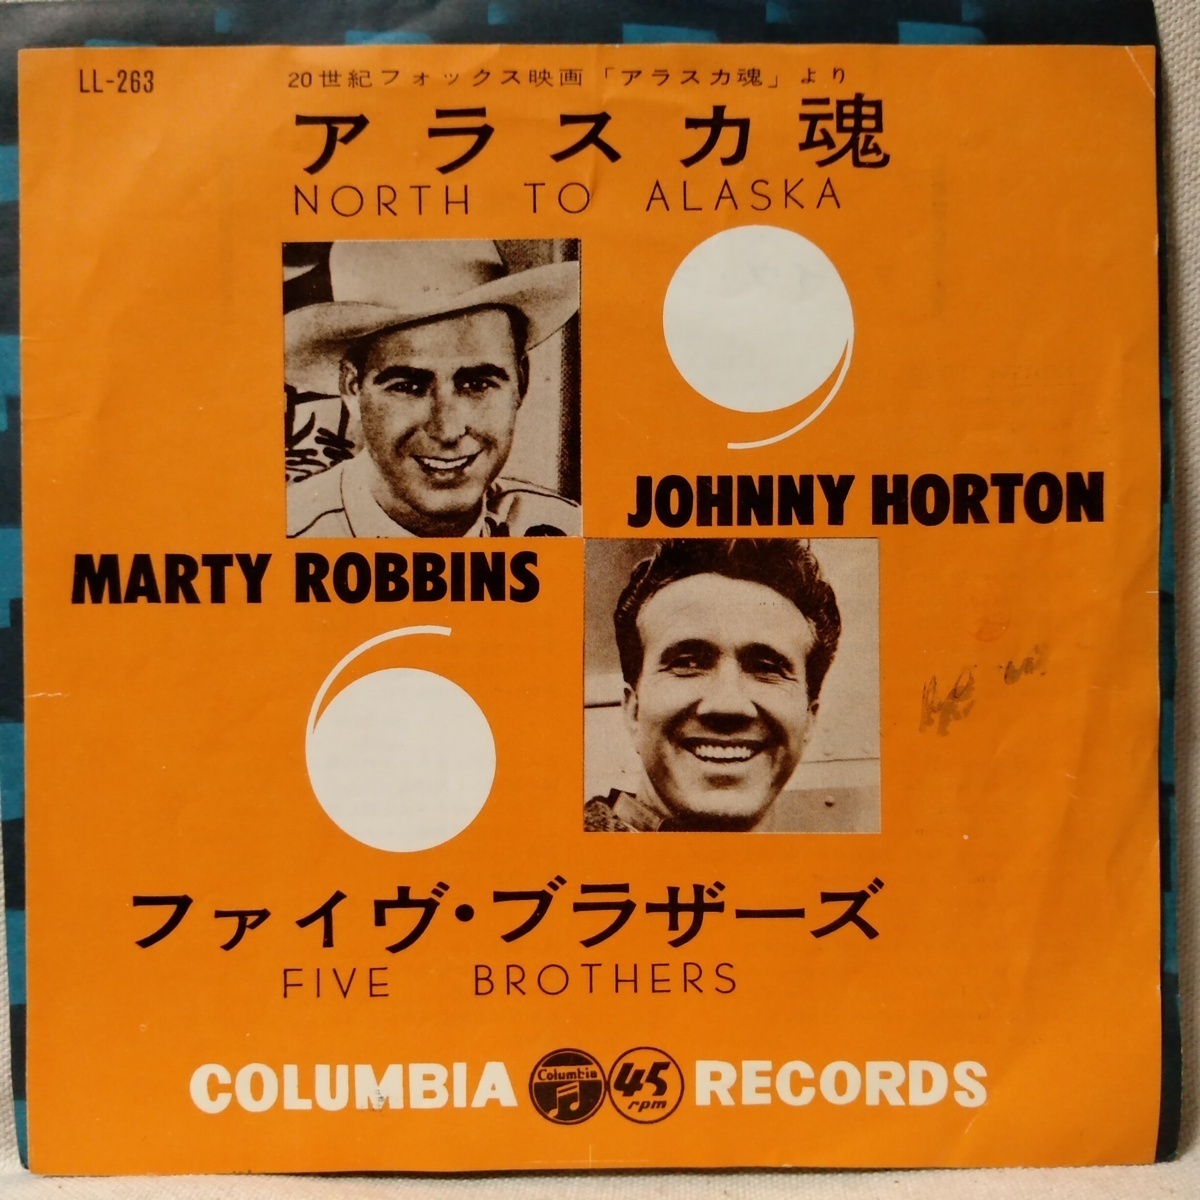 LL-263
20世紀フォックス映画「アラスカ魂」より
アラスカ魂
NORTH TO ALASKA
JOHNNY HORTON
MARTY ROBBINS
ファイヴ・ブラザーズ
FIVE BROTHERS
COLUMBIA Columbia 45 rpm RECORDS